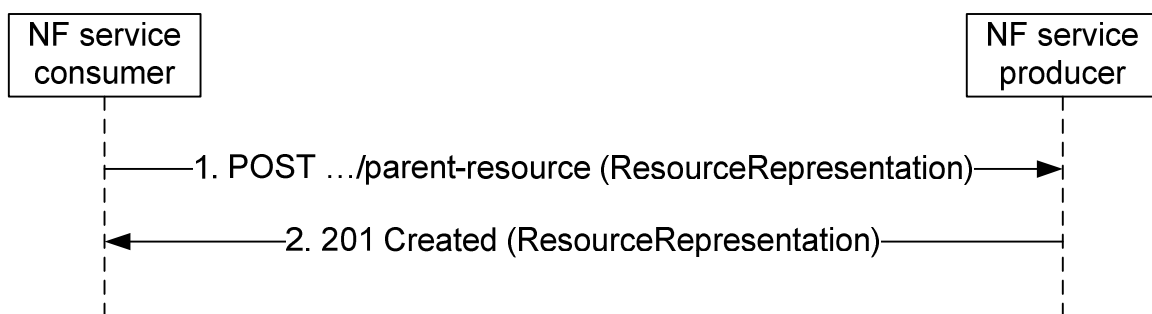 NF service
consumer
NF service
producer
1. POST …/parent-resource (ResourceRepresentation)
2. 201 Created (ResourceRepresentation)